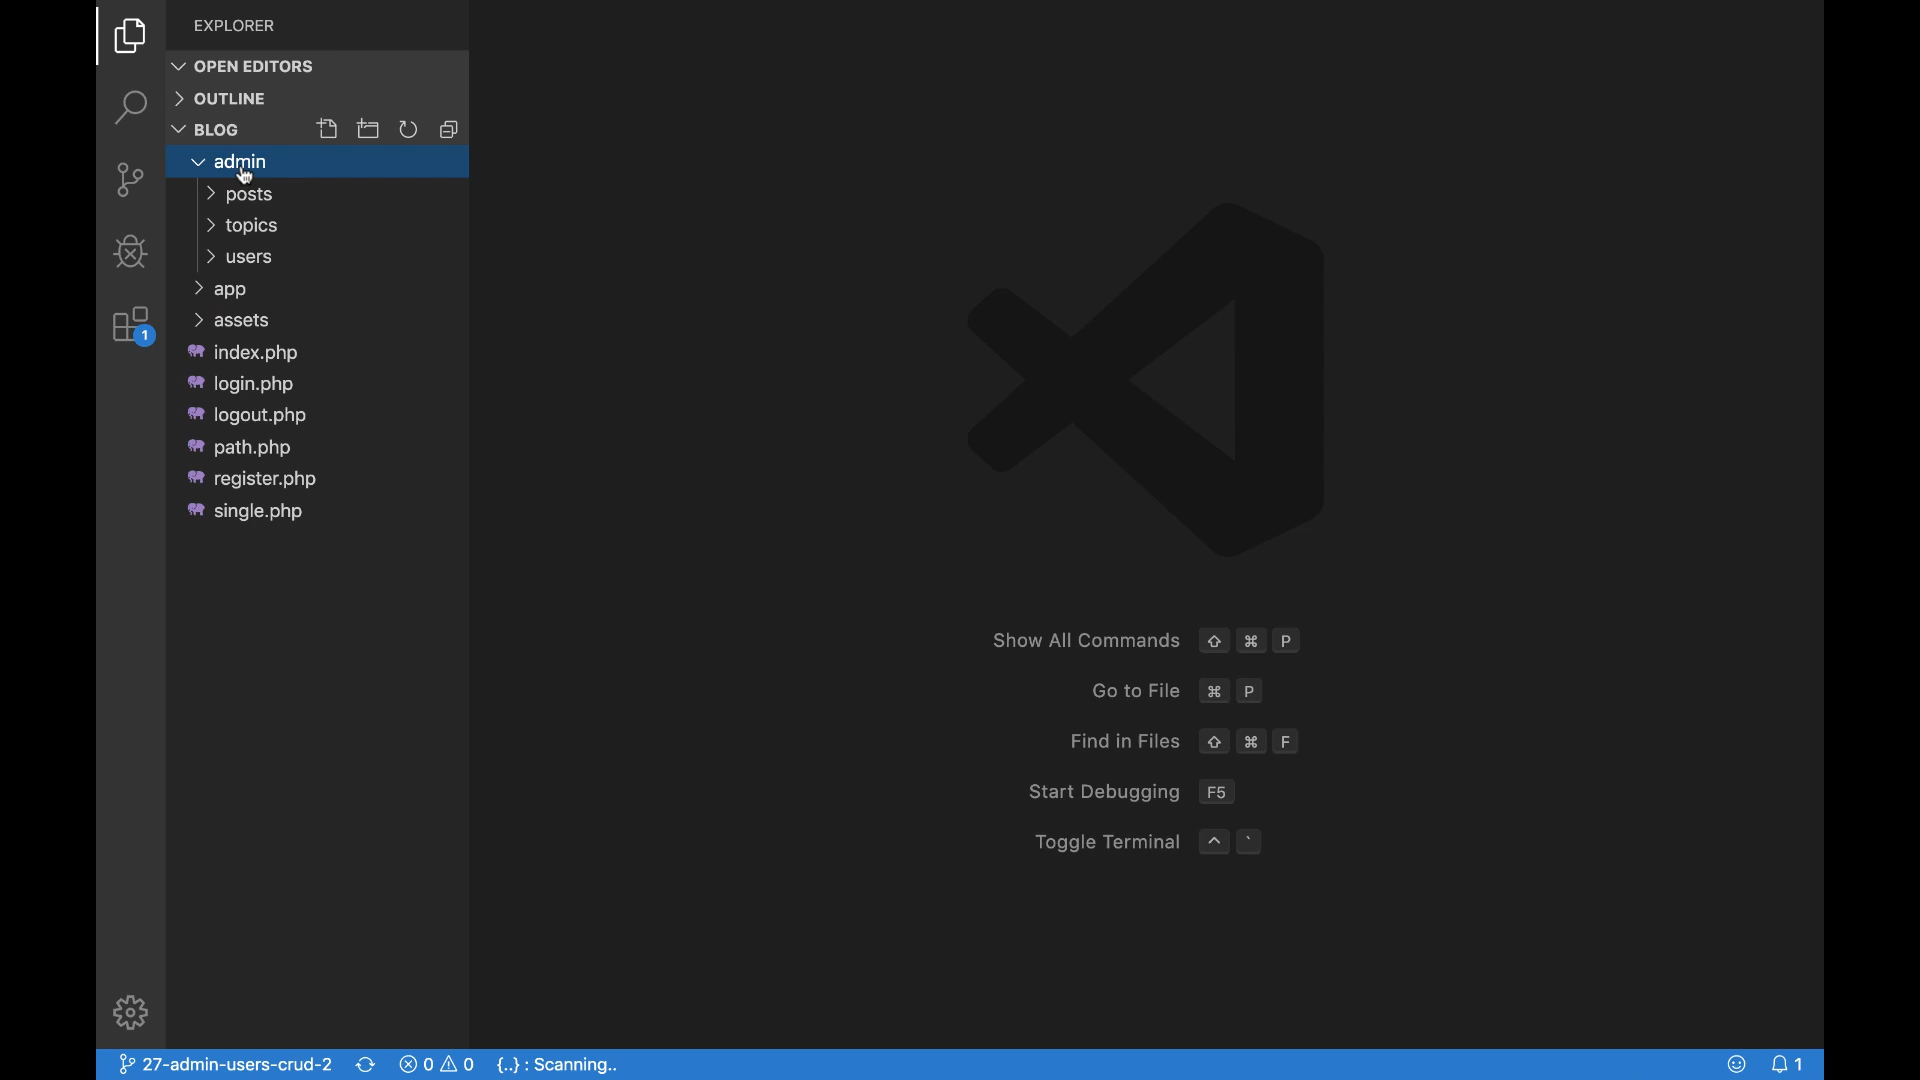 EXPLORER
OPEN EDITORS
OUTLINE
BLOG
admin
posts
topics
users
app
assets
1
index.php
login.php
logout.php
path.php
register.php
single.php
Show All Commands ⇧ ⌘ P
Go to File ⌘ P
Find in Files ⇧ ⌘ F
Start Debugging F5
Toggle Terminal ^ `
27-admin-users-crud-2 0 0 {..} : Scanning.. 1